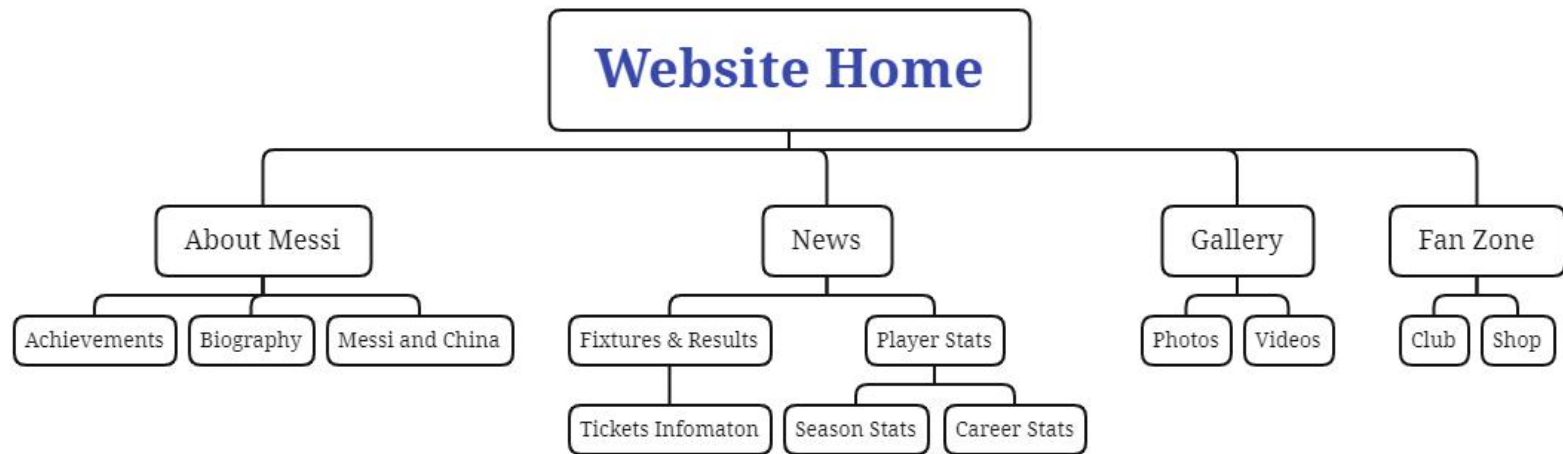 Website Home
About Messi
News
Gallery
Fan Zone
Achievements
Biography
Messi and China
Fixtures & Results
Player Stats
Photos
Videos
Club
Shop
Tickets Infomaton
Season Stats
Career Stats